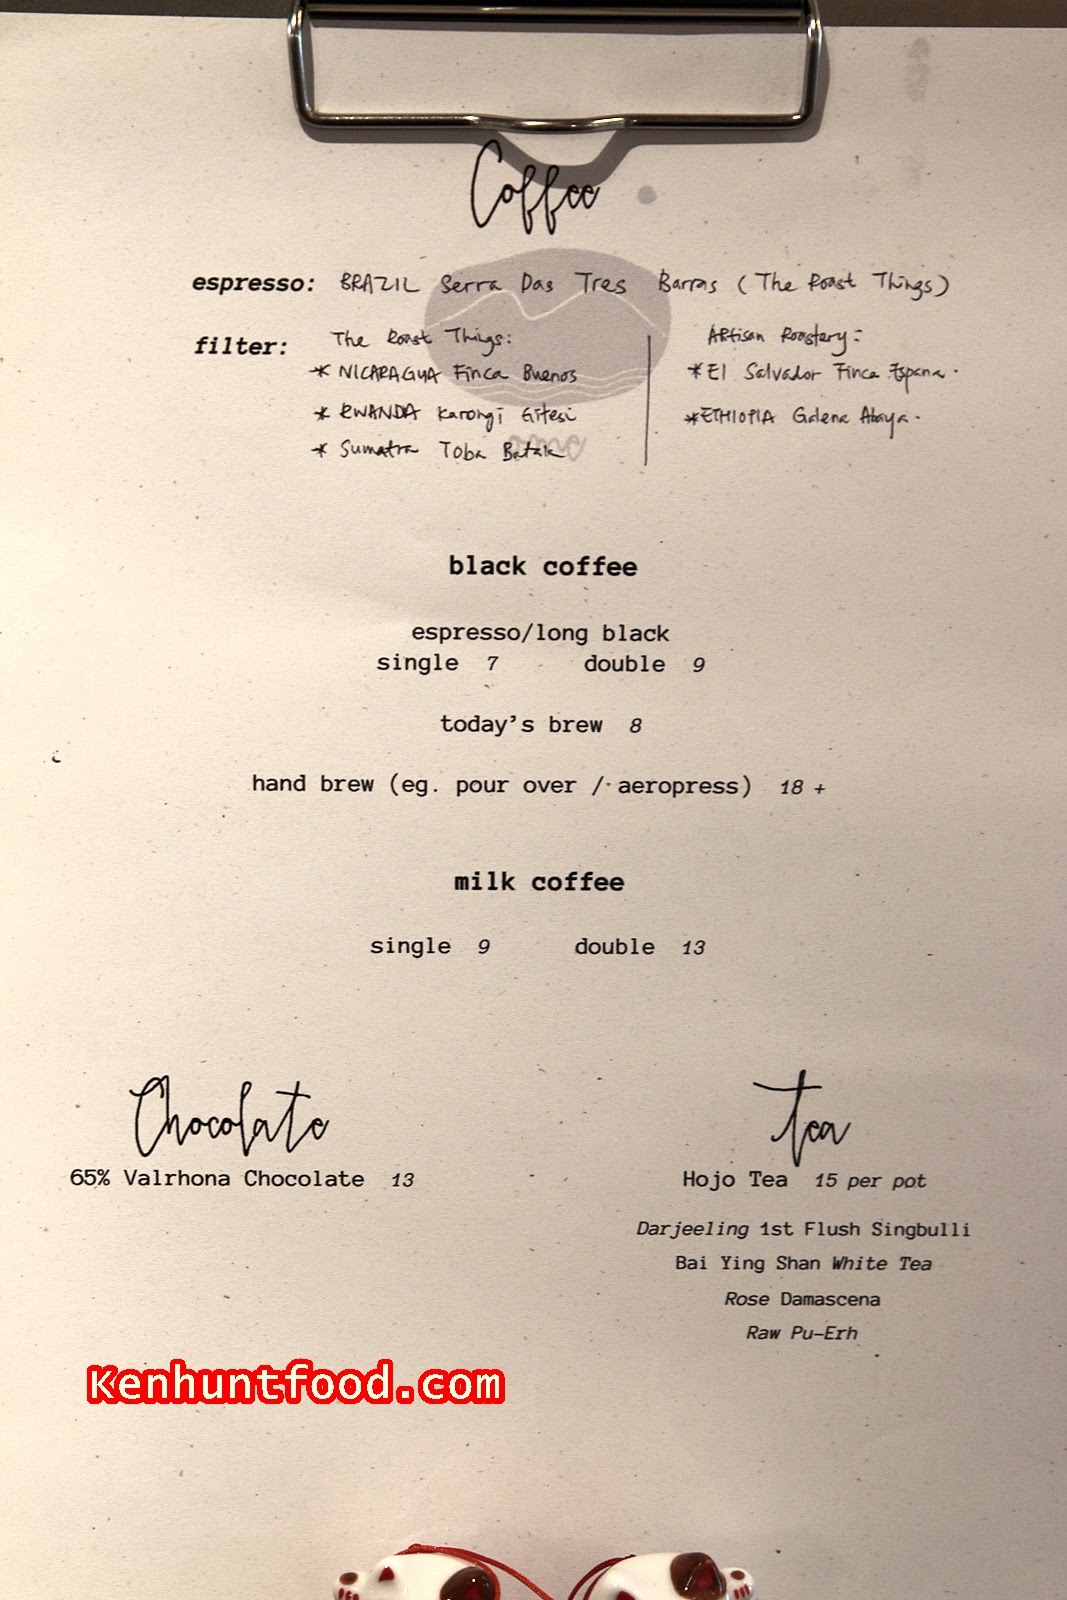 Coffee
espresso: BRAZIL Serra Das Tres Barras (The Roast Things)
filter: The Roast Things:
* NICARAGUA Finca Buenos
* RWANDA Karongi Gitesi
* Sumatra Toba Batak
Artisan Roastery:
* El Salvador Finca Espana.
* ETHIOPIA Galena Abaya.
black coffee
espresso/long black
single 7 double 9
today's brew 8
hand brew (eg. pour over / aeropress) 18 +
milk coffee
single 9 double 13
Chocolate
65% Valrhona Chocolate 13
Tea
Hojo Tea 15 per pot
Darjeeling 1st Flush Singbulli
Bai Ying Shan White Tea
Rose Damascena
Raw Pu-Erh
Kenhuntfood.com